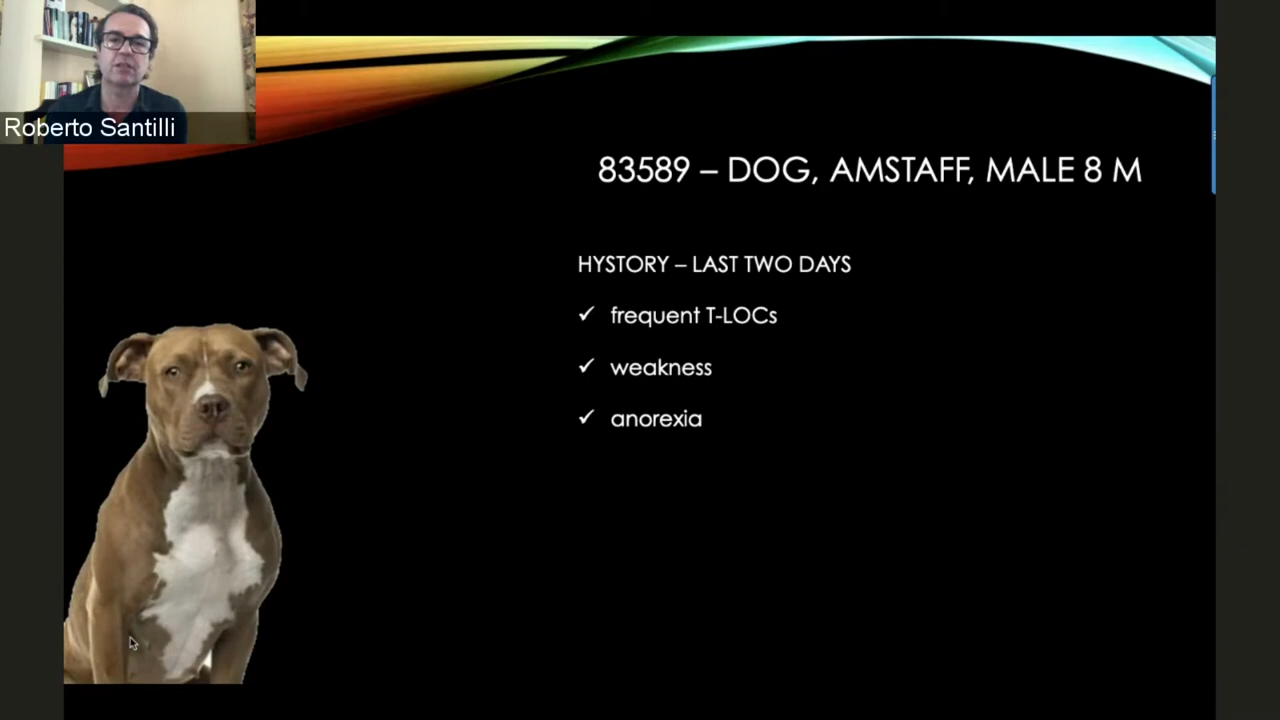 Roberto Santilli
83589 – DOG, AMSTAFF, MALE 8 M
HYSTORY – LAST TWO DAYS
✓ frequent T-LOCs
✓ weakness
✓ anorexia